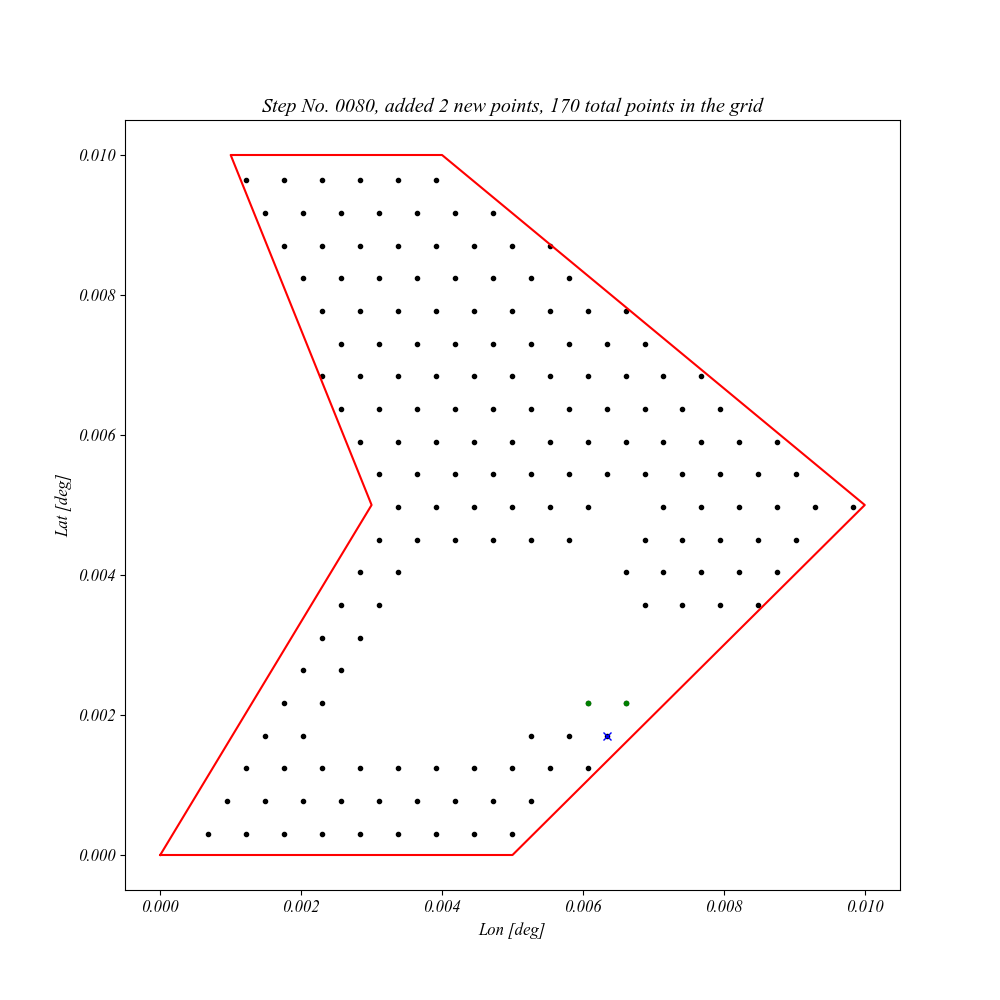 Step No. 0080, added 2 new points, 170 total points in the grid
0.010
0.008
0.006
0.004
0.002
0.000
Lat [deg]
0.000 0.002 0.004 0.006 0.008 0.010
Lon [deg]